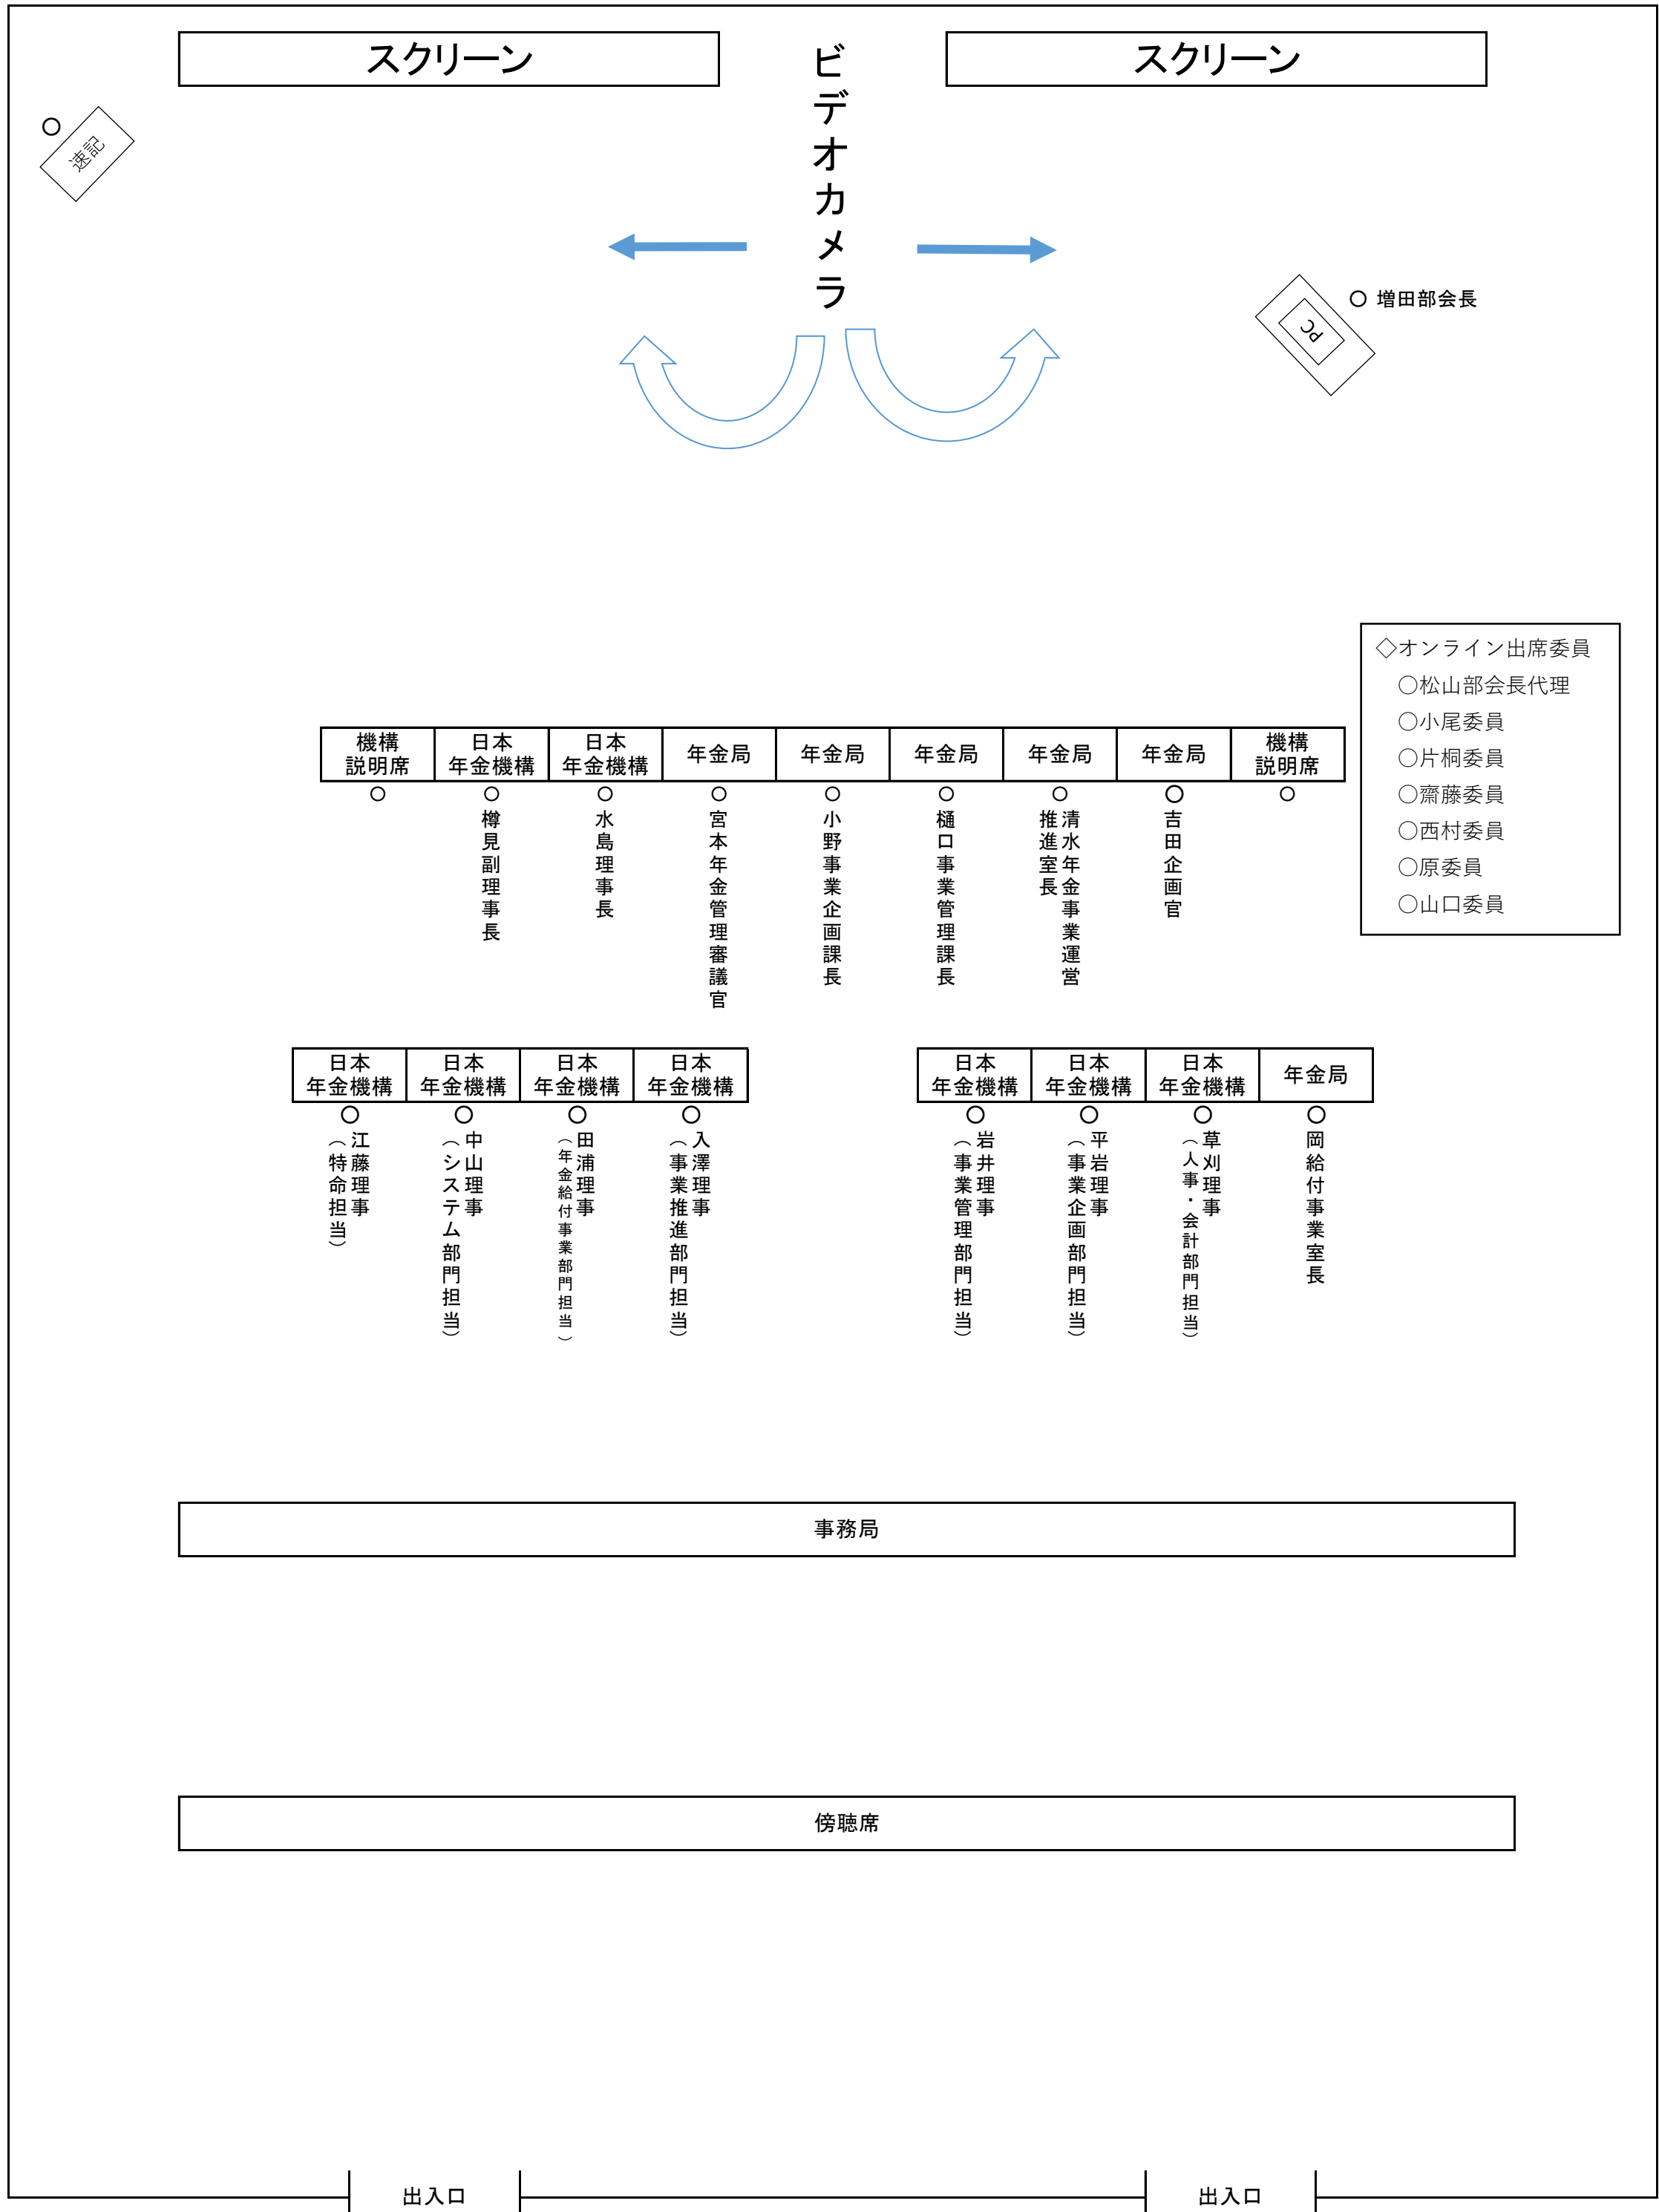 スクリーン
スクリーン
ビデオカメラ
速記
PC
○ 増田部会長
◇オンライン出席委員
○松山部会長代理
○小尾委員
○片桐委員
○齋藤委員
○西村委員
○原委員
○山口委員
機構
説明席
○
日本
年金機構
○
樽見副理事長
日本
年金機構
○
水島理事長
年金局
○
宮本年金管理審議官
年金局
○
小野事業企画課長
年金局
○
樋口事業管理課長
年金局
○
清水年金事業運営
推進室長
年金局
○
吉田企画官
機構
説明席
○
日本
年金機構
○
江藤理事
（特命担当）
日本
年金機構
○
中山理事
（システム部門担当）
日本
年金機構
○
田浦理事
（年金給付事業部門担当）
日本
年金機構
○
入澤理事
（事業推進部門担当）
日本
年金機構
○
岩井理事
（事業管理部門担当）
日本
年金機構
○
平岩理事
（事業企画部門担当）
日本
年金機構
○
草刈理事
（人事・会計部門担当）
年金局
○
岡給付事業室長
事務局
傍聴席
出入口
出入口